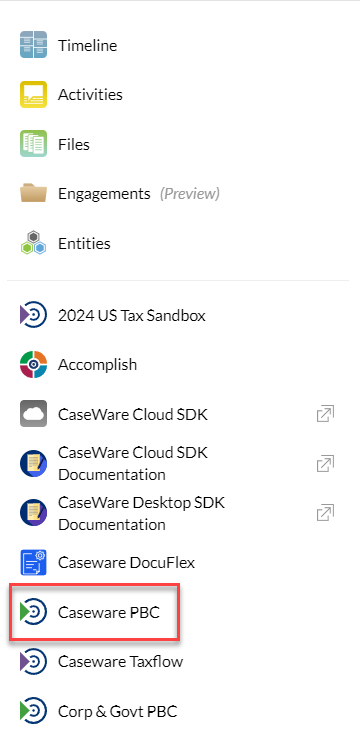 Timeline
Activities
Files
Engagements (Preview)
Entities
2024 US Tax Sandbox
Accomplish
CaseWare Cloud SDK
CaseWare Cloud SDK
Documentation
CaseWare Desktop SDK
Documentation
Caseware DocuFlex
Caseware PBC
Caseware Taxflow
Corp & Govt PBC